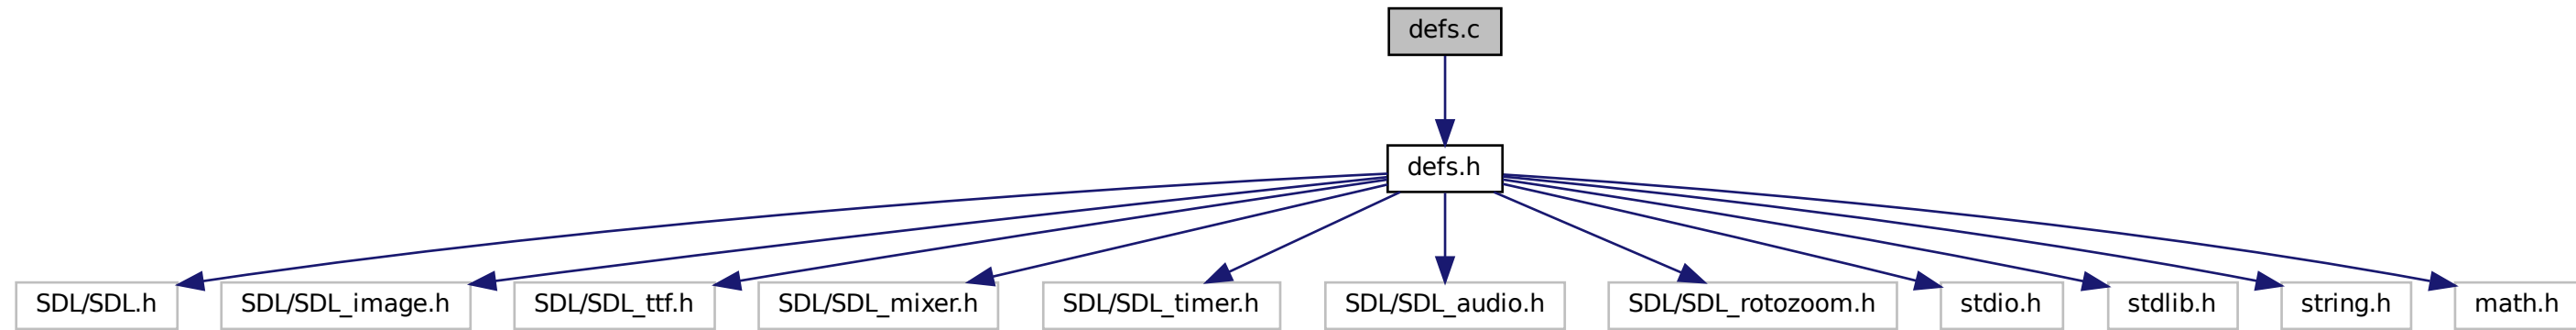 defs.c
defs.h
SDL/SDL.h
SDL/SDL_image.h
SDL/SDL_ttf.h
SDL/SDL_mixer.h
SDL/SDL_timer.h
SDL/SDL_audio.h
SDL/SDL_rotozoom.h
stdio.h
stdlib.h
string.h
math.h